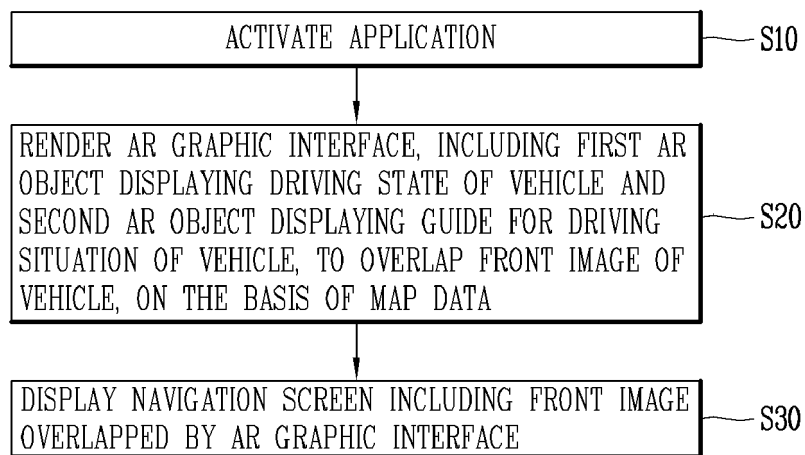 ACTIVATE APPLICATION
S10
RENDER AR GRAPHIC INTERFACE, INCLUDING FIRST AR
OBJECT DISPLAYING DRIVING STATE OF VEHICLE AND
SECOND AR OBJECT DISPLAYING GUIDE FOR DRIVING
SITUATION OF VEHICLE, TO OVERLAP FRONT IMAGE OF
VEHICLE, ON THE BASIS OF MAP DATA
S20
DISPLAY NAVIGATION SCREEN INCLUDING FRONT IMAGE
OVERLAPPED BY AR GRAPHIC INTERFACE
S30